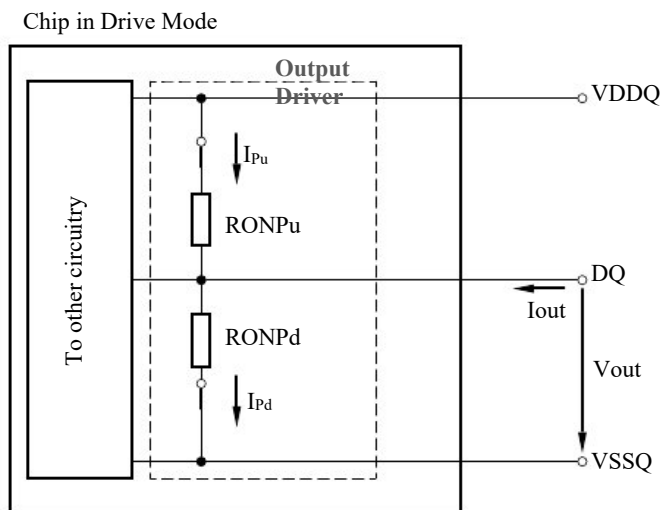 Chip in Drive Mode
Output
Driver
VDDQ
IPu
To other circuitry
RONPu
DQ
Iout
RONPd
Vout
IPd
VSSQ